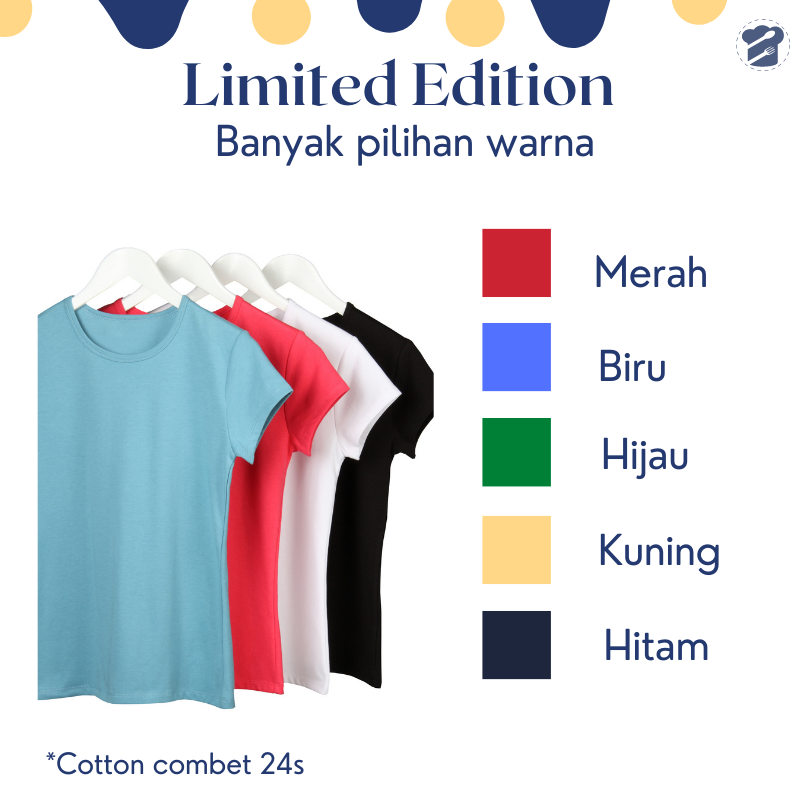 Limited Edition
Banyak pilihan warna
Merah
Biru
Hijau
Kuning
Hitam
*Cotton combet 24s